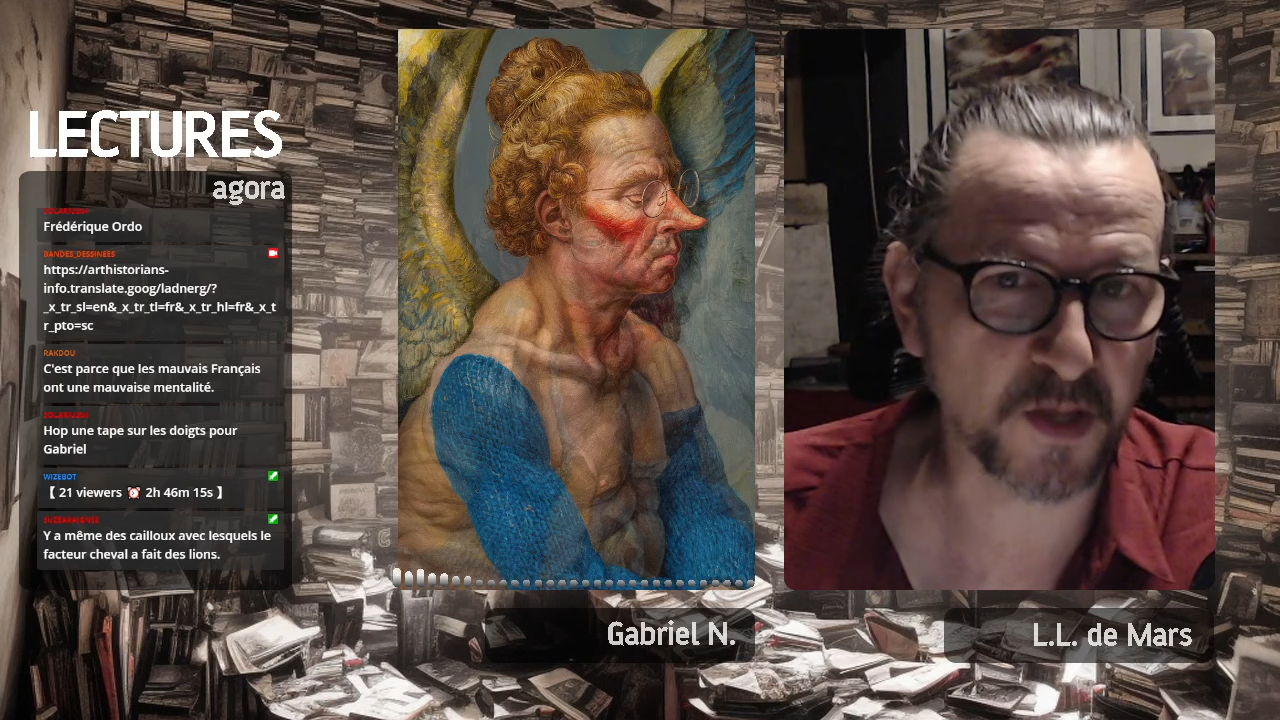 LECTURES
agora
Frédérique Ordo
BANDES_DESSINEES
https://arthistorians-
info.translate.goog/ladnerg/?
_x_tr_sl=en&_x_tr_tl=fr&_x_tr_hl=fr&_x_t
r_pto=sc
RAKDOU
C'est parce que les mauvais Français
ont une mauvaise mentalité.
Hop une tape sur les doigts pour
Gabriel
WIZEBOT
【 21 viewers ⏰ 2h 46m 15s 】
Y a même des cailloux avec lesquels le
facteur cheval a fait des lions.
Gabriel N.
L.L. de Mars